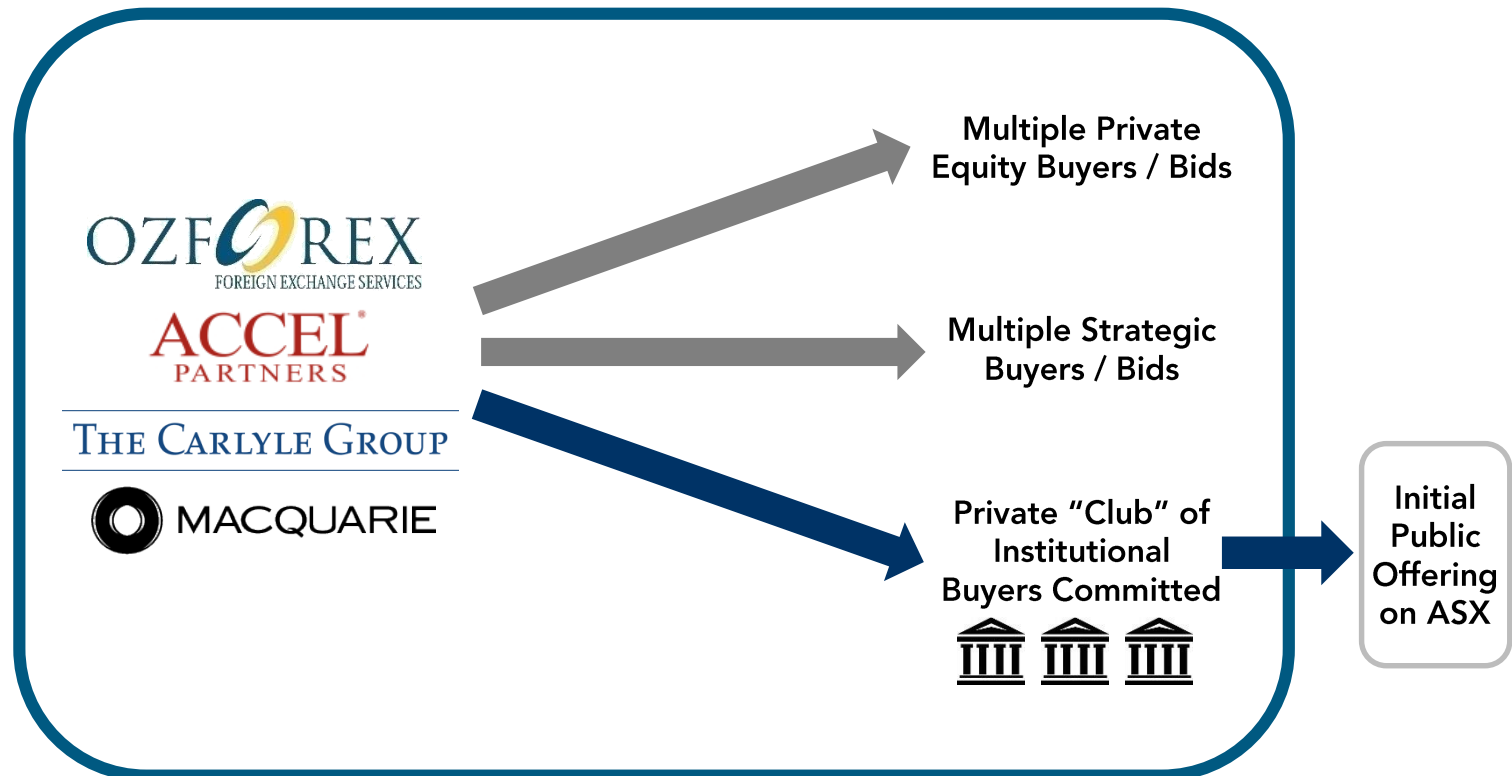 OZFOREX
FOREIGN EXCHANGE SERVICES
ACCEL®
PARTNERS
THE CARLYLE GROUP
MACQUARIE
Multiple Private
Equity Buyers / Bids
Multiple Strategic
Buyers / Bids
Private “Club” of
Institutional
Buyers Committed
Initial
Public
Offering
on ASX